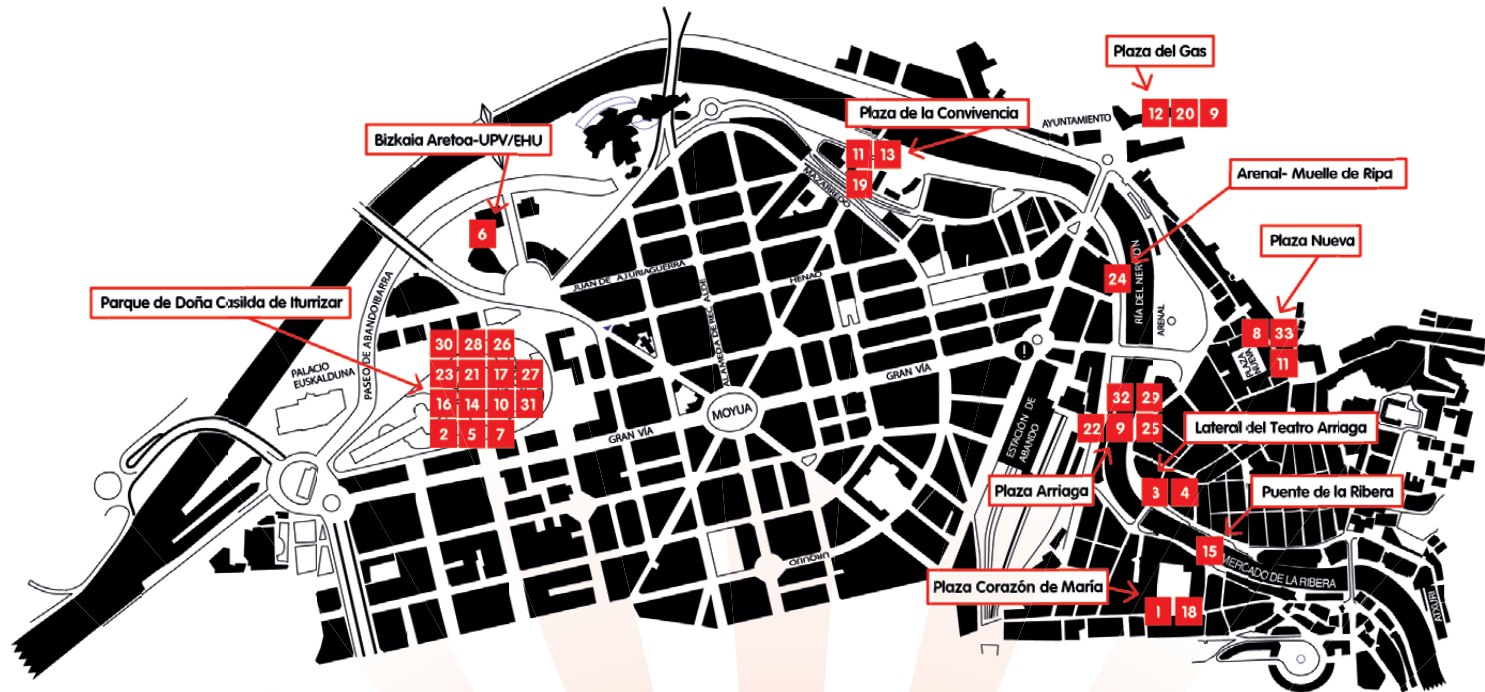 Plaza del Gas
12 20 9
AYUNTAMIENTO
Plaza de la Convivencia
11 13
19
MAZARREDO
Bizkaia Aretoa-UPV/EHU
6
Arenal- Muelle de Ripa
24
RÍA DEL NERVIÓN
ARENAL
Plaza Nueva
8 33
11
PLAZA NUEVA
Parque de Doña Casilda de Iturrizar
30 28 26
23 21 17 27
16 14 10 31
2 5 7
PALACIO
EUSKALDUNA
PASEO DE ABANDOIBARRA
JUAN DE AJURIAGUERRA
HENAO
ALAMEDA DE RECALDE
GRAN VÍA
MOYUA
GRAN VÍA
URQUIJO
!
ESTACIÓN DE
ABANDO
32 29
22 9 25
Plaza Arriaga
Lateral del Teatro Arriaga
3 4
Puente de la Ribera
15
MERCADO DE LA RIBERA
Plaza Corazón de María
1 18
ATXURI